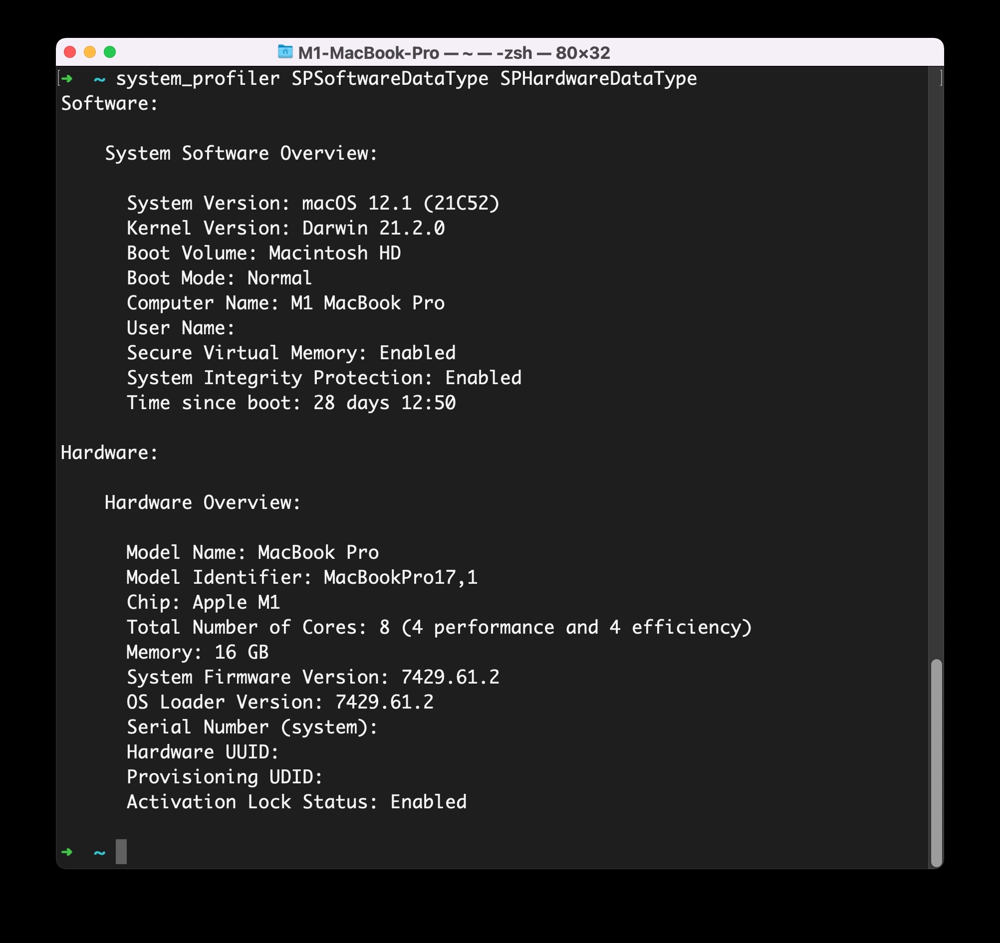 M1-MacBook-Pro — ~ — -zsh — 80×32
[➜  ~ system_profiler SPSoftwareDataType SPHardwareDataType ]
Software:
System Software Overview:
System Version: macOS 12.1 (21C52)
Kernel Version: Darwin 21.2.0
Boot Volume: Macintosh HD
Boot Mode: Normal
Computer Name: M1 MacBook Pro
User Name:
Secure Virtual Memory: Enabled
System Integrity Protection: Enabled
Time since boot: 28 days 12:50
Hardware:
Hardware Overview:
Model Name: MacBook Pro
Model Identifier: MacBookPro17,1
Chip: Apple M1
Total Number of Cores: 8 (4 performance and 4 efficiency)
Memory: 16 GB
System Firmware Version: 7429.61.2
OS Loader Version: 7429.61.2
Serial Number (system):
Hardware UUID:
Provisioning UDID:
Activation Lock Status: Enabled
➜  ~